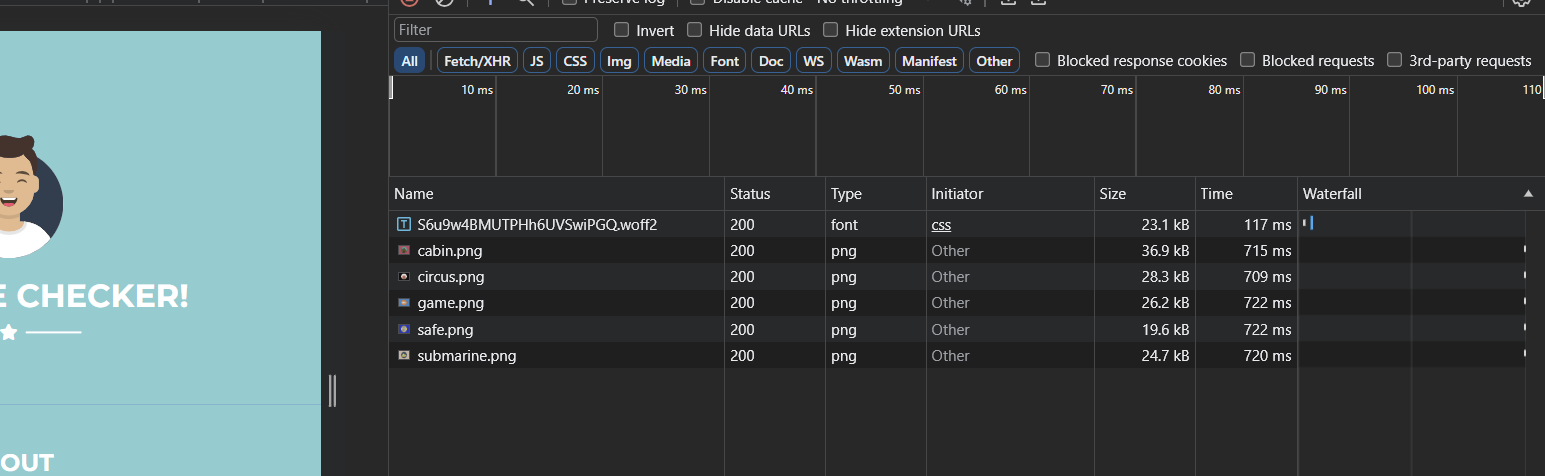 Preserve log Disable cache No throttling
Filter Invert Hide data URLs Hide extension URLs
All Fetch/XHR JS CSS Img Media Font Doc WS Wasm Manifest Other Blocked response cookies Blocked requests 3rd-party requests
10 ms 20 ms 30 ms 40 ms 50 ms 60 ms 70 ms 80 ms 90 ms 100 ms 110
Name Status Type Initiator Size Time Waterfall
S6u9w4BMUTPHh6UVSwiPGQ.woff2 200 font css 23.1 kB 117 ms
cabin.png 200 png Other 36.9 kB 715 ms
circus.png 200 png Other 28.3 kB 709 ms
game.png 200 png Other 26.2 kB 722 ms
safe.png 200 png Other 19.6 kB 722 ms
submarine.png 200 png Other 24.7 kB 720 ms
E CHECKER!
OUT